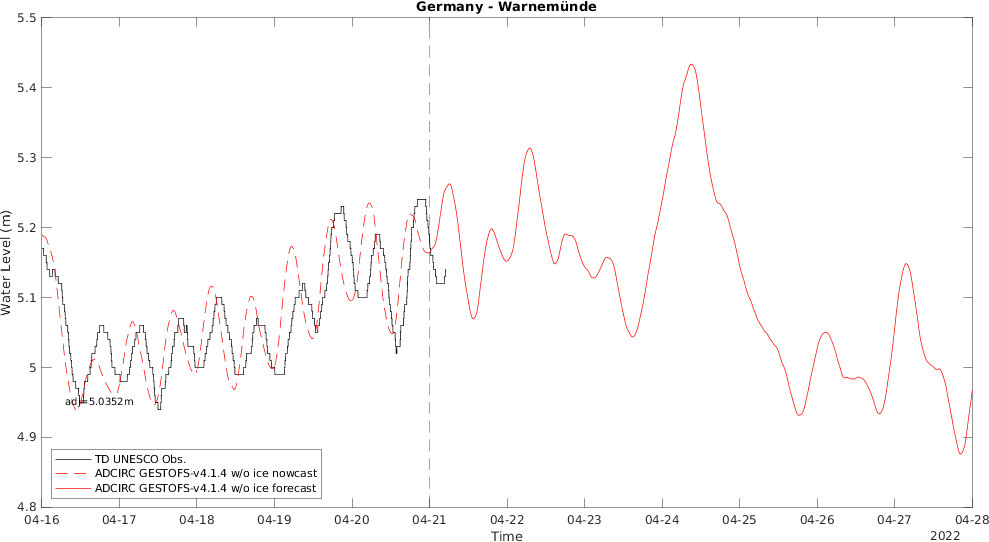 Germany - Warnemünde
5.5
5.4
5.3
5.2
5.1
5
4.9
4.8
Water Level (m)
adj=5.0352m
TD UNESCO Obs.
ADCIRC GESTOFS-v4.1.4 w/o ice nowcast
ADCIRC GESTOFS-v4.1.4 w/o ice forecast
04-16 04-17 04-18 04-19 04-20 04-21 04-22 04-23 04-24 04-25 04-26 04-27 04-28
Time
2022